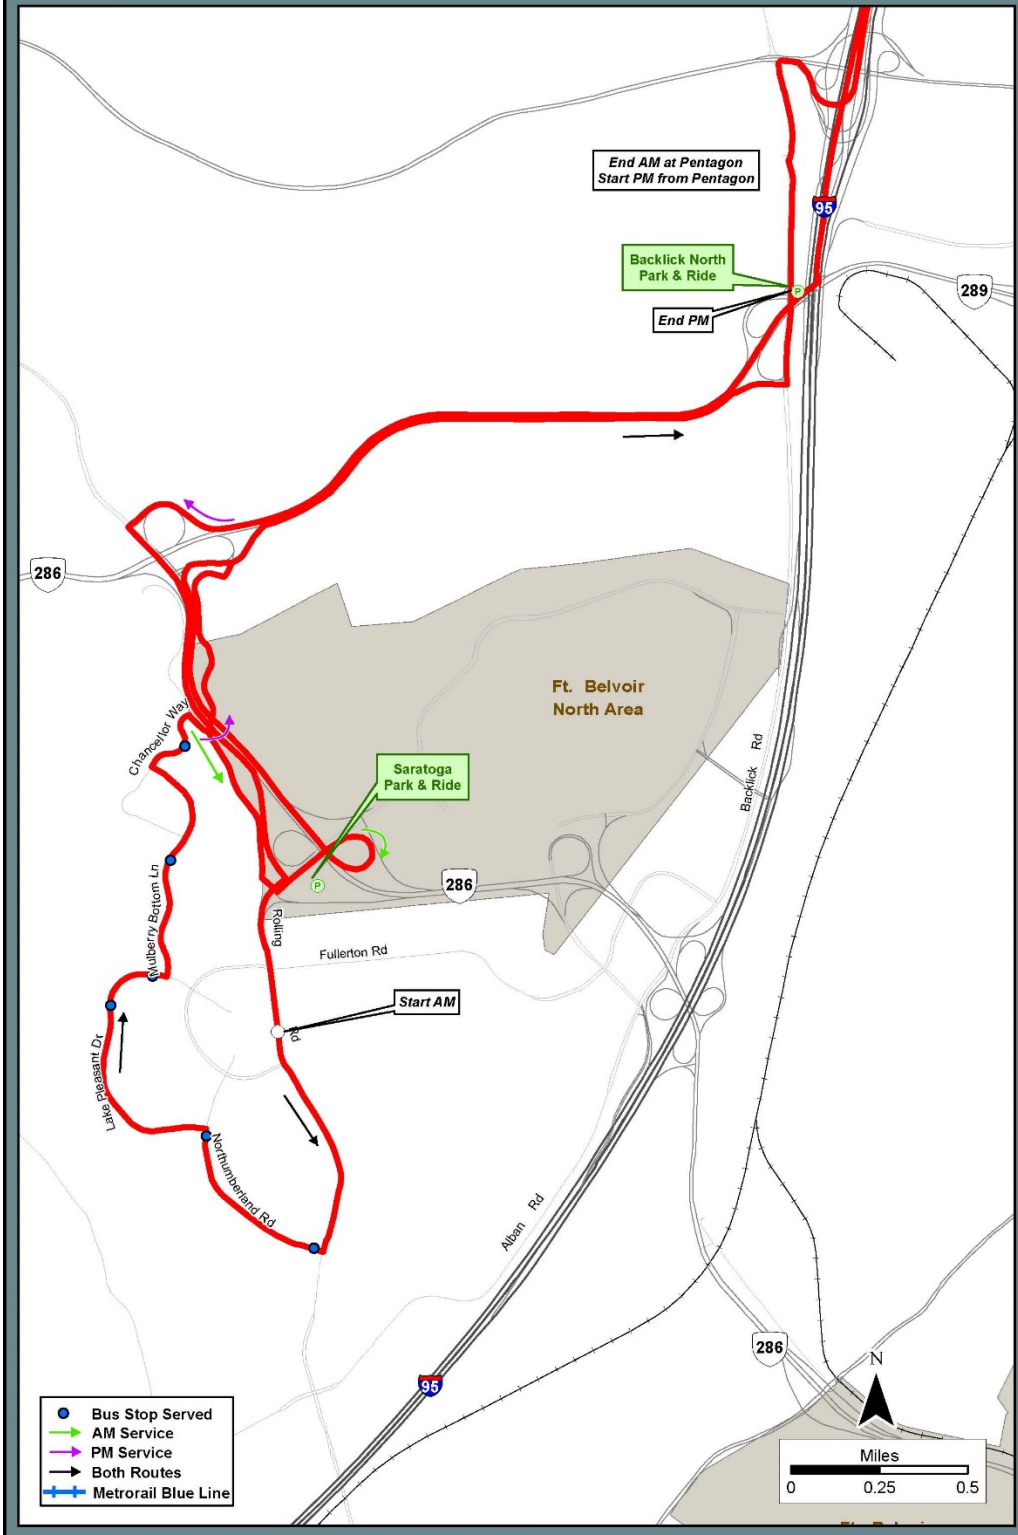 End AM at Pentagon
Start PM from Pentagon
95
Backlick North
Park & Ride
P
289
End PM
286
Ft. Belvoir
North Area
Chancellor Way
Backlick Rd
Saratoga
Park & Ride
P
286
Mulberry Bottom Ln
Rolling Rd
Fullerton Rd
Start AM
Lake Pleasant Dr
Northumberland Rd
Alban Rd
286
95
N
Bus Stop Served
AM Service
PM Service
Both Routes
Metrorail Blue Line
Miles
0 0.25 0.5